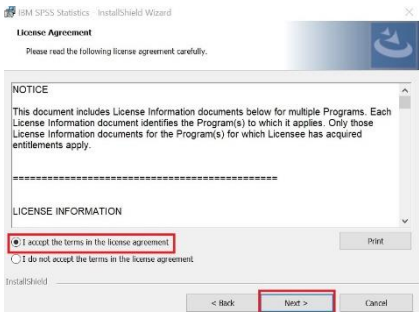 IBM SPSS Statistics - InstallShield Wizard
License Agreement
Please read the following license agreement carefully.
NOTICE
This document includes License Information documents below for multiple Programs. Each
License Information document identifies the Program(s) to which it applies. Only those
License Information documents for the Program(s) for which Licensee has acquired
entitlements apply.
==============================================
LICENSE INFORMATION
I accept the terms in the license agreement
Print
I do not accept the terms in the license agreement
InstallShield
< Back
Next >
Cancel